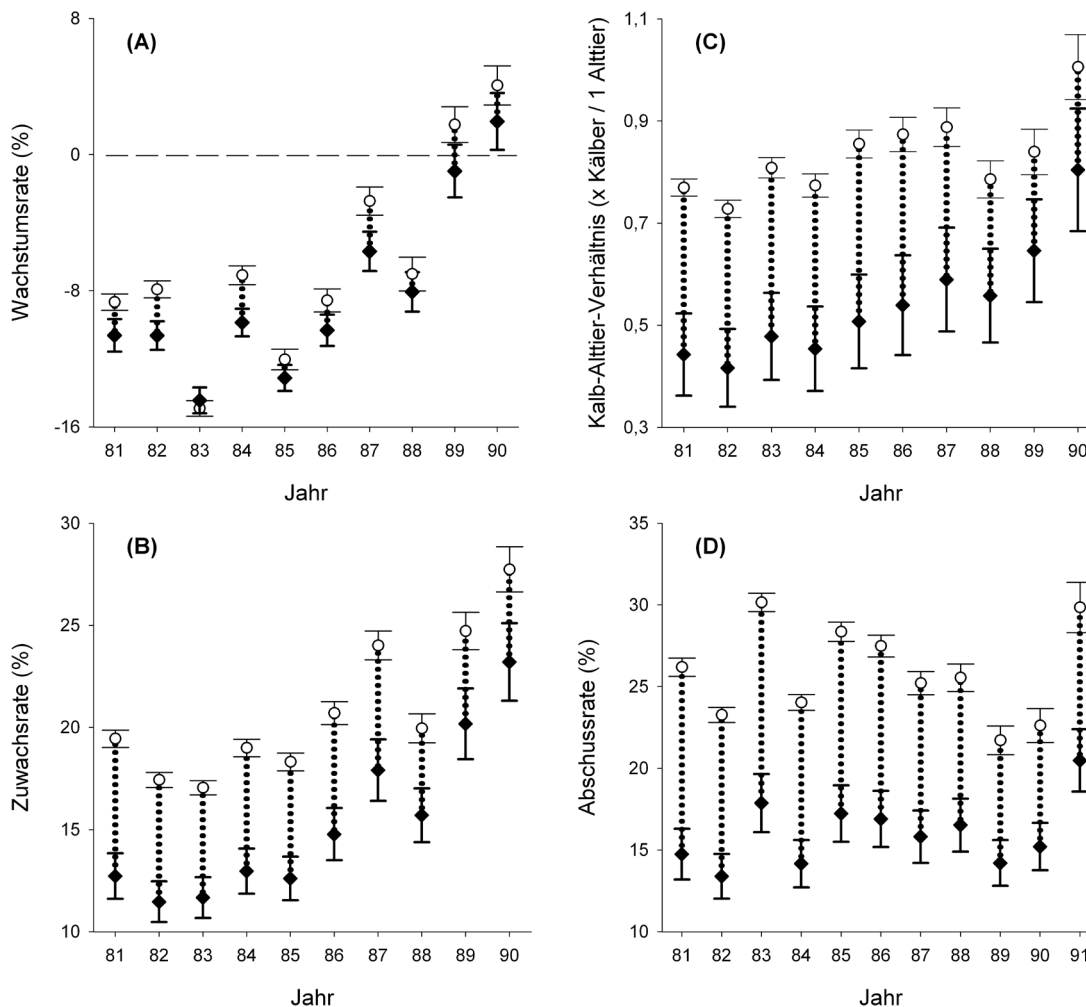 (A)
Wachstumsrate (%)
8
0
-8
-16
81 82 83 84 85 86 87 88 89 90
Jahr
(C)
Kalb-Alttier-Verhältnis (x Kälber / 1 Alttier)
1,1
0,9
0,7
0,5
0,3
81 82 83 84 85 86 87 88 89 90
Jahr
(B)
Zuwachsrate (%)
30
25
20
15
10
81 82 83 84 85 86 87 88 89 90
Jahr
(D)
Abschussrate (%)
35
30
25
20
15
10
81 82 83 84 85 86 87 88 89 90 91
Jahr